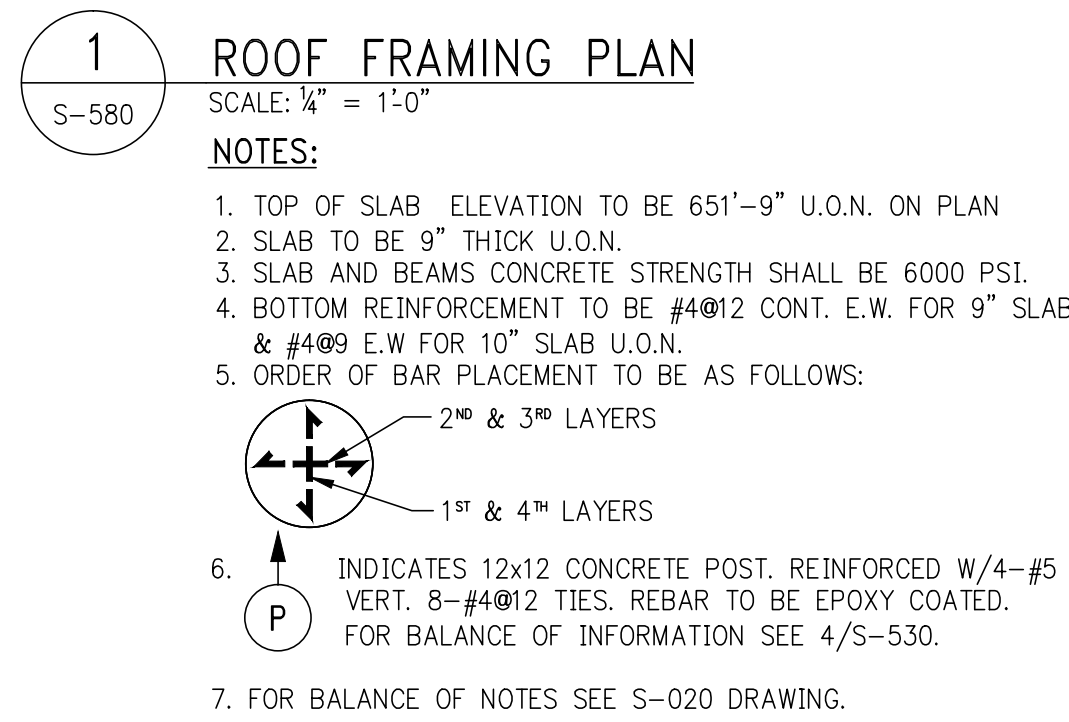 1
S-580
ROOF FRAMING PLAN
SCALE: ¼" = 1'-0"
NOTES:
1. TOP OF SLAB ELEVATION TO BE 651'-9" U.O.N. ON PLAN
2. SLAB TO BE 9" THICK U.O.N.
3. SLAB AND BEAMS CONCRETE STRENGTH SHALL BE 6000 PSI.
4. BOTTOM REINFORCEMENT TO BE #4@12 CONT. E.W. FOR 9" SLAB
& #4@9 E.W FOR 10" SLAB U.O.N.
5. ORDER OF BAR PLACEMENT TO BE AS FOLLOWS:
2ND & 3RD LAYERS
1ST & 4TH LAYERS
6. INDICATES 12x12 CONCRETE POST. REINFORCED W/4-#5
P VERT. 8-#4@12 TIES. REBAR TO BE EPOXY COATED.
FOR BALANCE OF INFORMATION SEE 4/S-530.
7. FOR BALANCE OF NOTES SEE S-020 DRAWING.